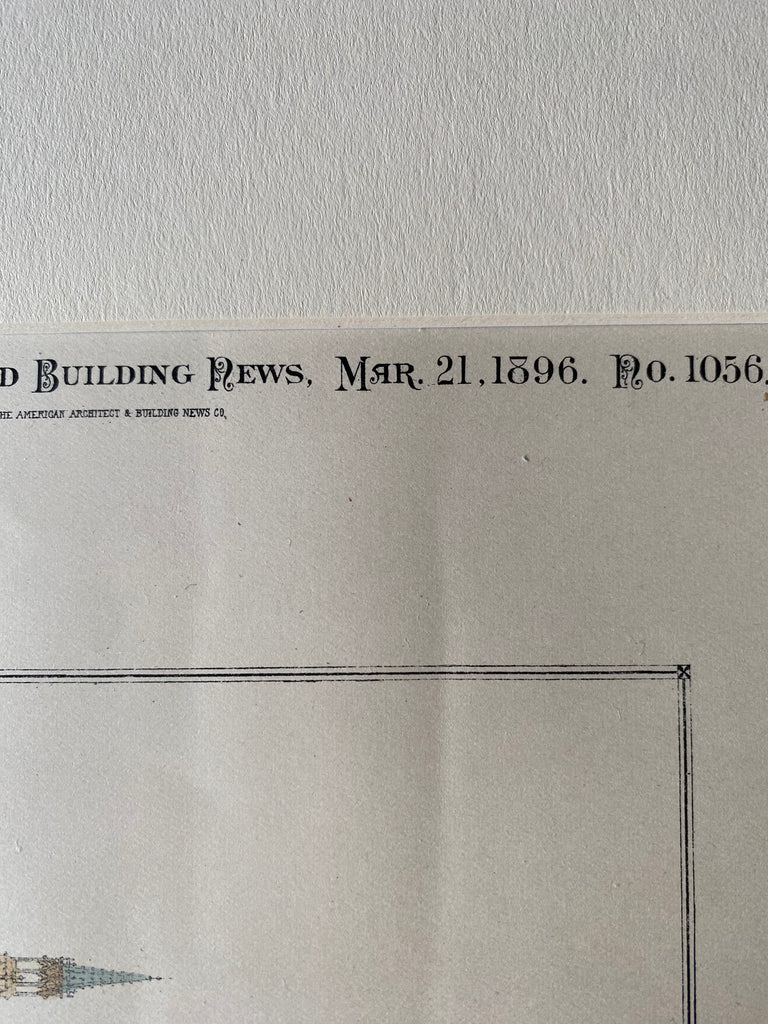 D BUILDING NEWS, MAR. 21, 1896. NO. 1056.
HE AMERICAN ARCHITECT & BUILDING NEWS CO.